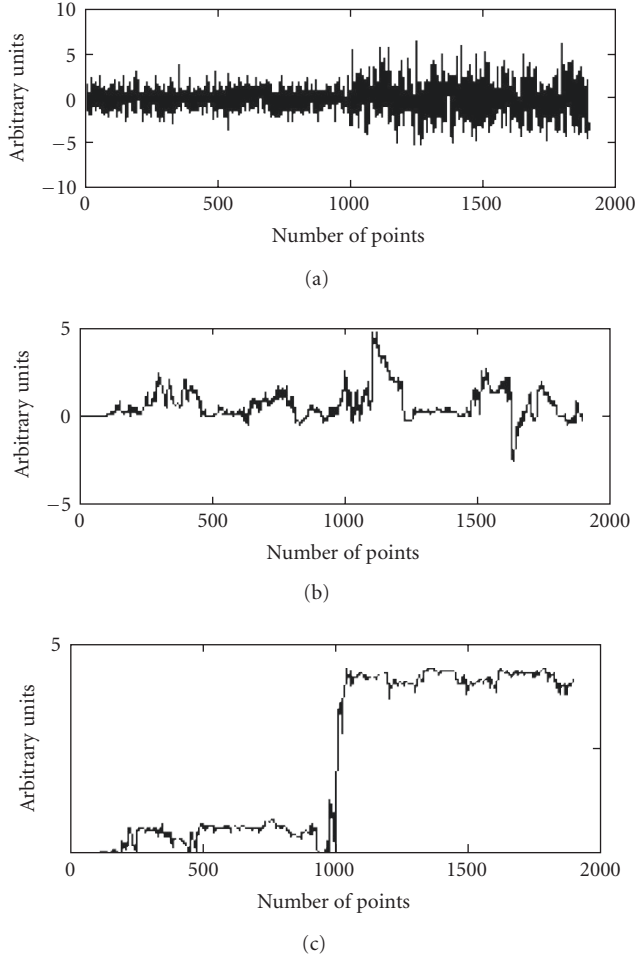 10
5
0
−5
−10
Arbitrary units
0 500 1000 1500 2000
Number of points
(a)
5
0
−5
Arbitrary units
0 500 1000 1500 2000
Number of points
(b)
5
Arbitrary units
0 500 1000 1500 2000
Number of points
(c)